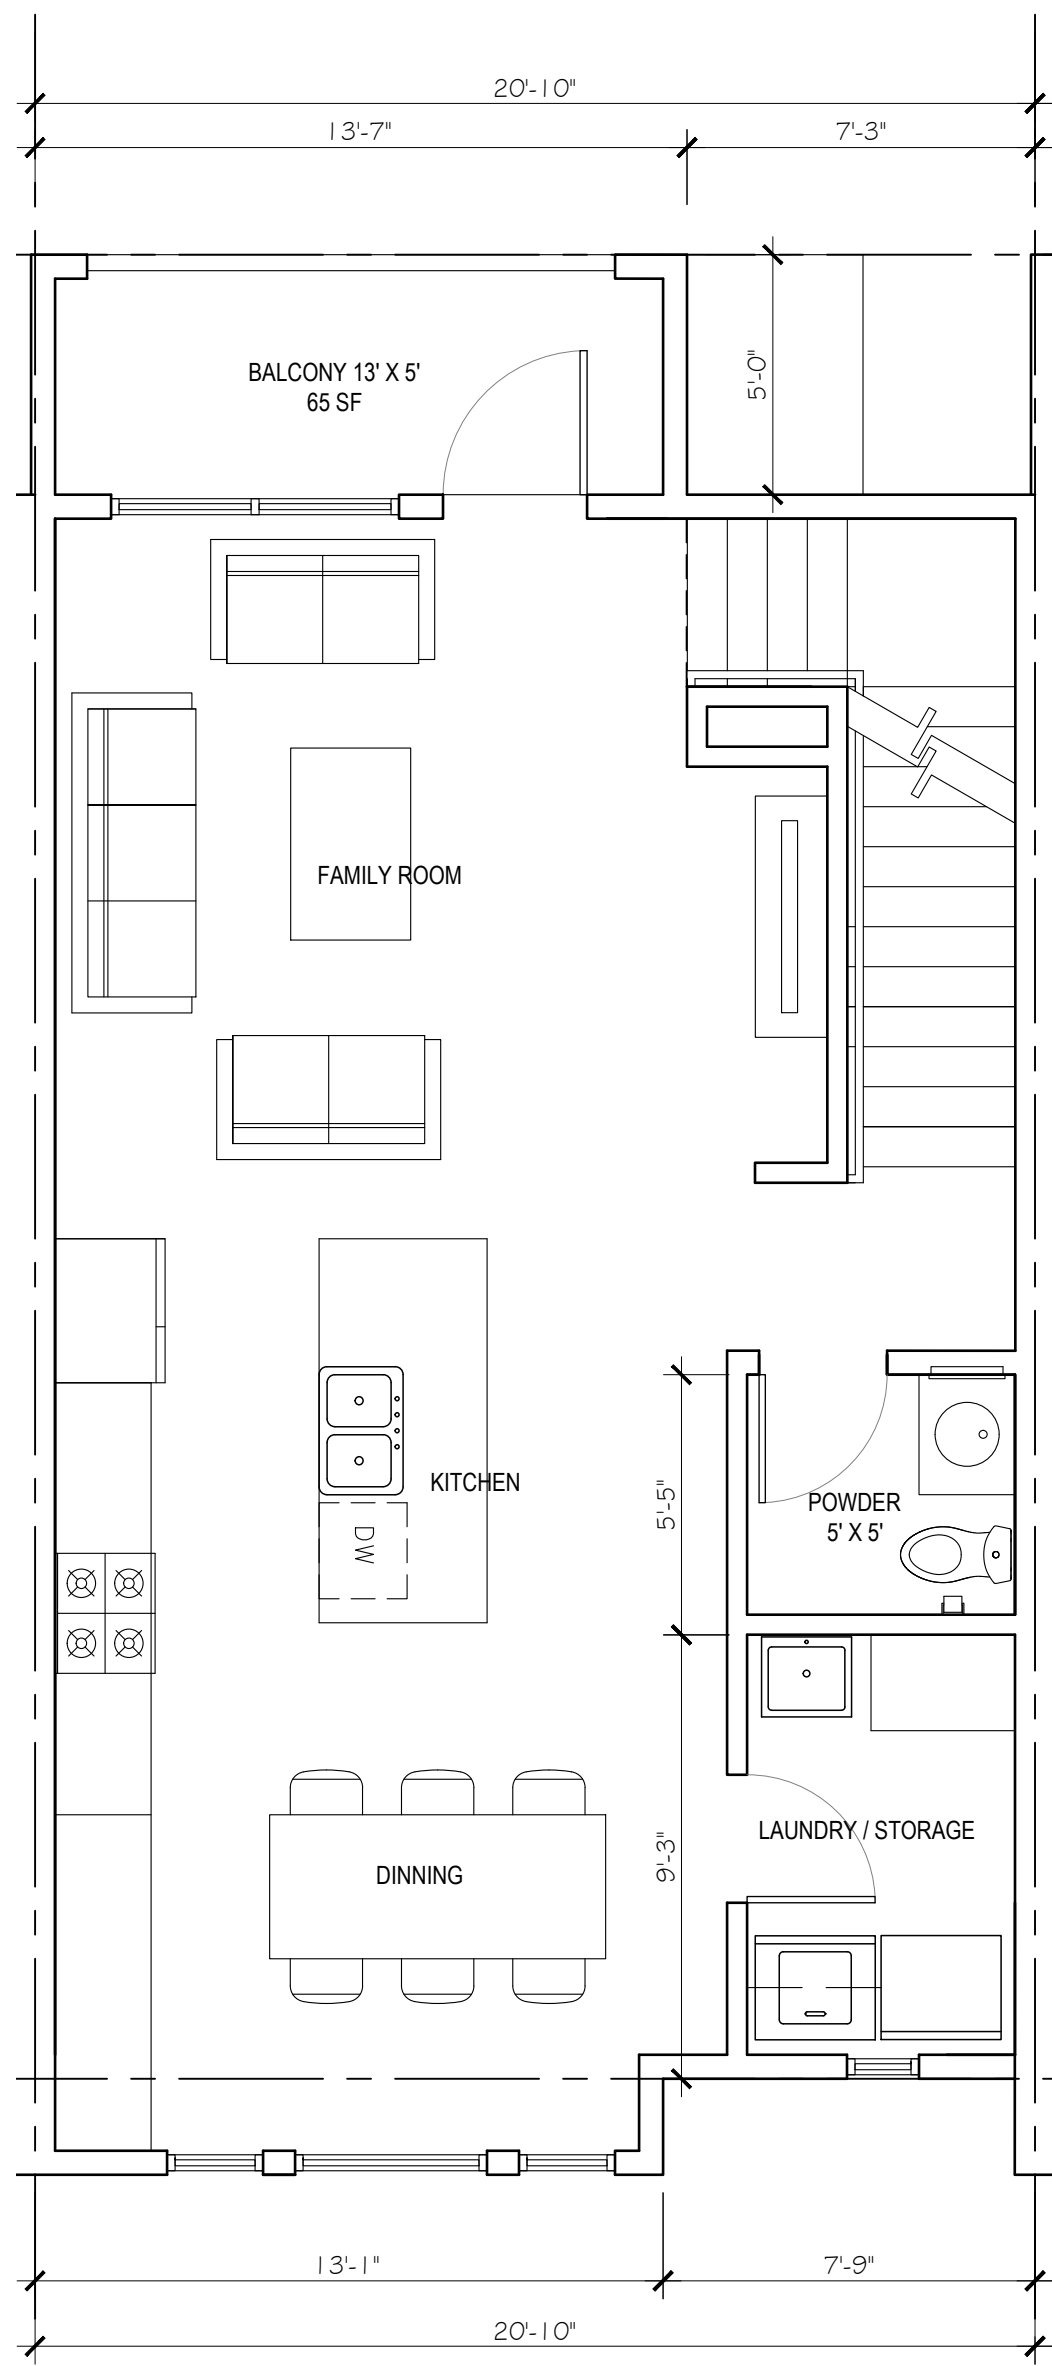 20'-10"
13'-7"
7'-3"
BALCONY 13' X 5'
65 SF
5'-0"
FAMILY ROOM
KITCHEN
DW
5'-5"
POWDER
5' X 5'
LAUNDRY / STORAGE
9'-3"
DINNING
13'-1"
7'-9"
20'-10"